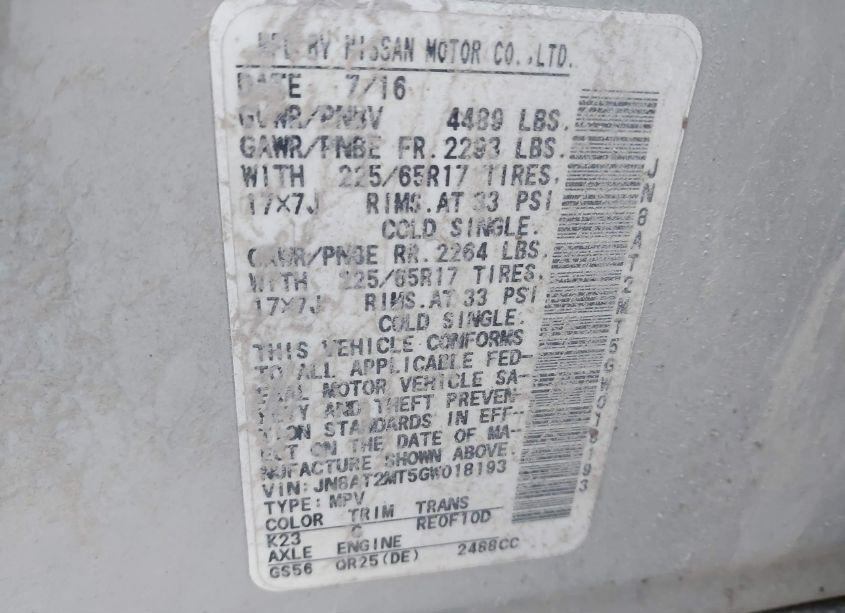 MFD BY NISSAN MOTOR CO.,LTD.
DATE 7/16
GVWR/PNBV 4489 LBS.
GAWR/PNBE FR. 2293 LBS.
WITH 225/65R17 TIRES.
17X7J RIMS.AT 33 PSI
COLD SINGLE.
GAWR/PNBE RR. 2264 LBS.
WITH 225/65R17 TIRES.
17X7J RIMS.AT 33 PSI
COLD SINGLE.
THIS VEHICLE CONFORMS
TO ALL APPLICABLE FED-
ERAL MOTOR VEHICLE SA-
FETY AND THEFT PREVEN-
TION STANDARDS IN EFF-
ECT ON THE DATE OF MA-
NUFACTURE SHOWN ABOVE.
VIN:JN8AT2MT5GW018193
TYPE: MPV
COLOR TRIM TRANS
K23 C RE0F10D
AXLE ENGINE
GS56 QR25(DE) 2488CC
JN8AT2MT5GW018193